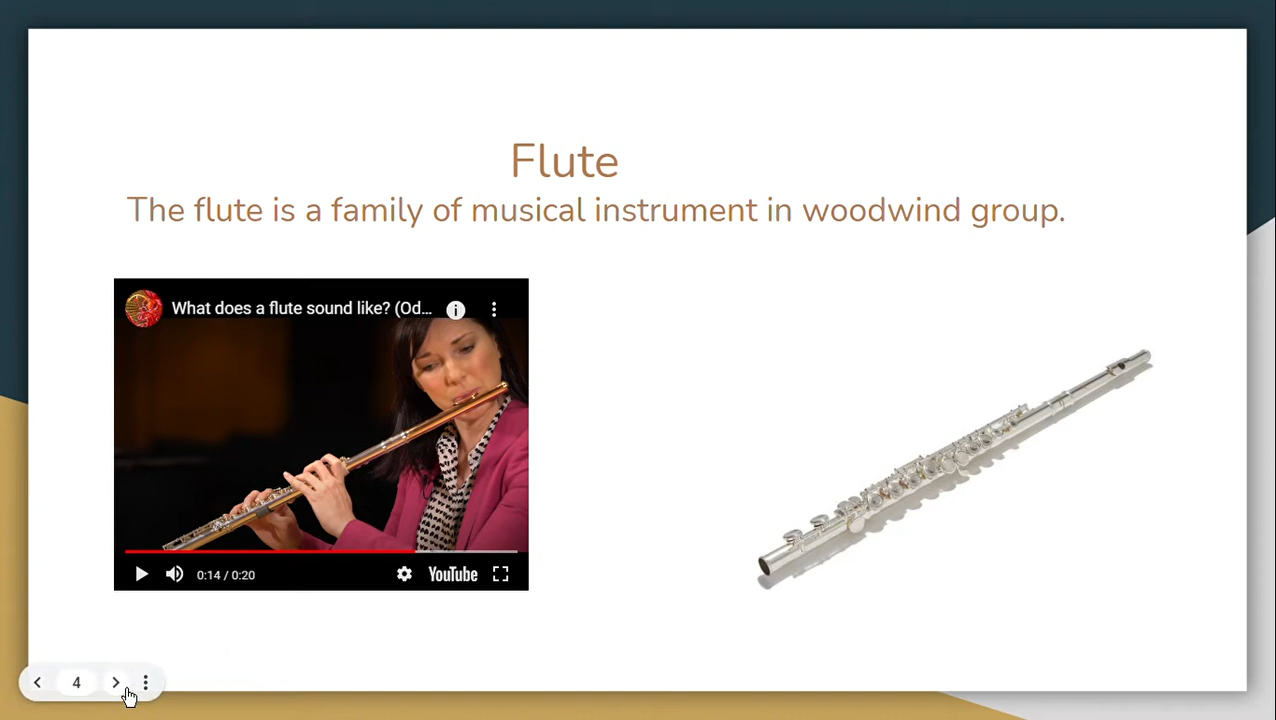 Flute
The flute is a family of musical instrument in woodwind group.
What does a flute sound like? (Od...
0:14 / 0:20
YouTube
4